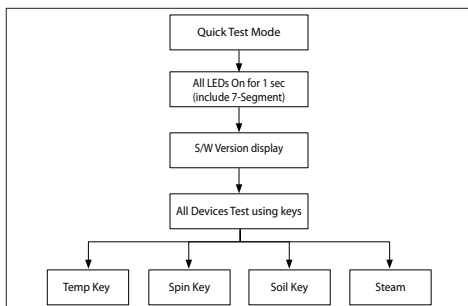 Quick Test Mode
All LEDs On for 1 sec
(include 7-Segment)
S/W Version display
All Devices Test using keys
Temp Key
Spin Key
Soil Key
Steam